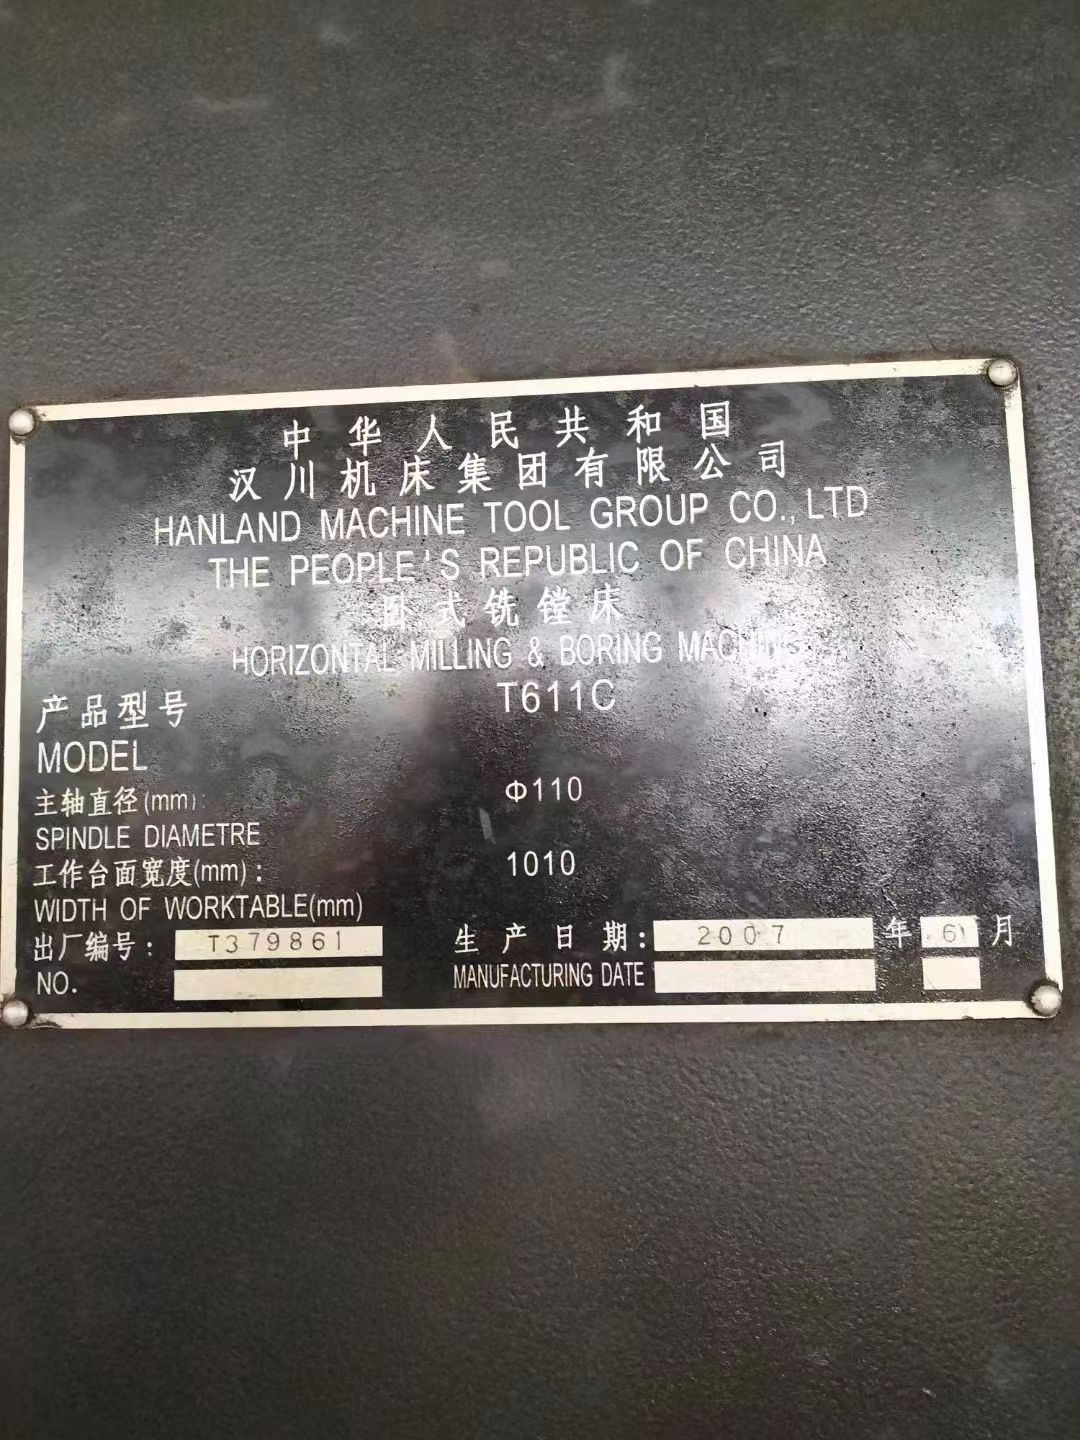 中华人民共和国
汉川机床集团有限公司
HANLAND MACHINE TOOL GROUP CO.,LTD
THE PEOPLE'S REPUBLIC OF CHINA
卧式铣镗床
HORIZONTAL MILLING & BORING MACHINE
产品型号 T611C
MODEL
主轴直径(mm): Φ110
SPINDLE DIAMETRE
工作台面宽度(mm): 1010
WIDTH OF WORKTABLE(mm)
出厂编号: T379861 生产日期: 2007 年 6 月
NO. MANUFACTURING DATE